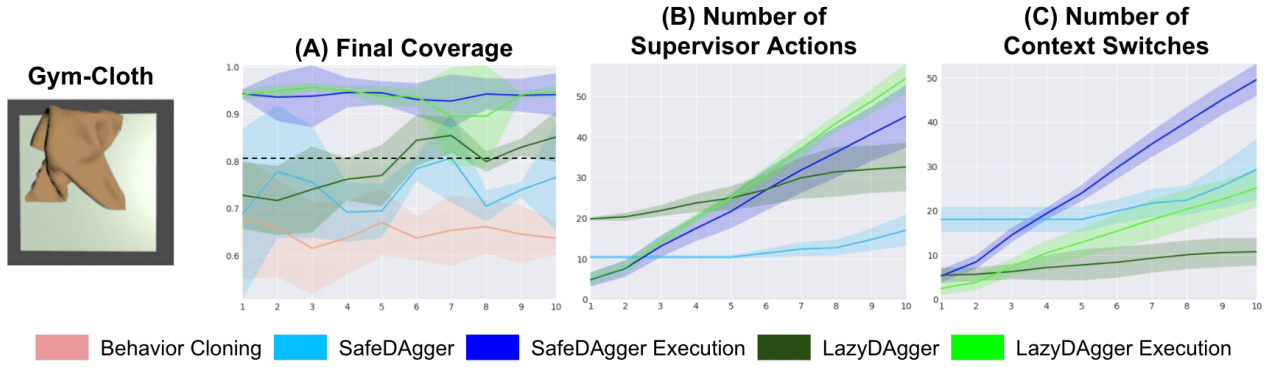 Gym-Cloth
(A) Final Coverage
1.0
0.9
0.8
0.7
0.6
1 2 3 4 5 6 7 8 9 10
(B) Number of
Supervisor Actions
50
40
30
20
10
0
1 2 3 4 5 6 7 8 9 10
(C) Number of
Context Switches
50
40
30
20
10
0
1 2 3 4 5 6 7 8 9 10
Behavior Cloning SafeDAgger SafeDAgger Execution LazyDAgger LazyDAgger Execution